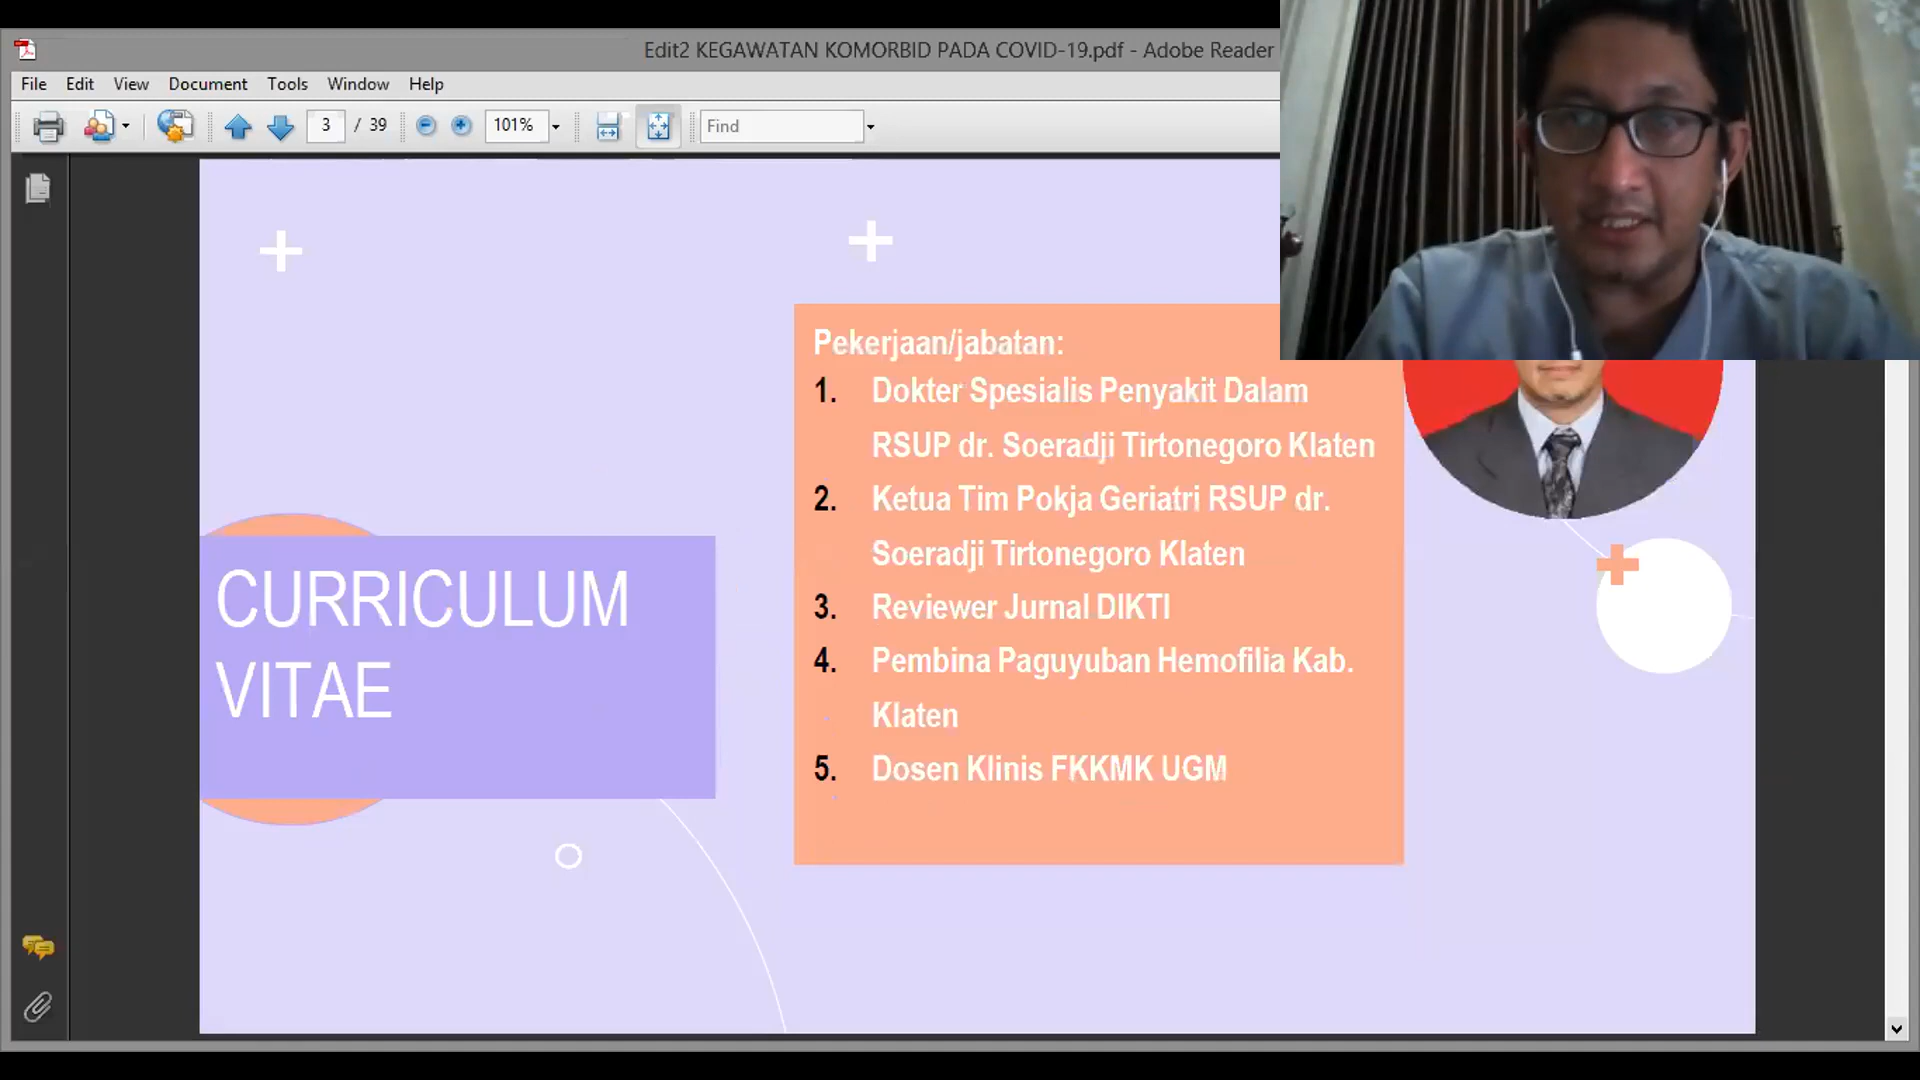 Edit2 KEGAWATAN KOMORBID PADA COVID-19.pdf - Adobe Reader
File Edit View Document Tools Window Help
3 / 39 101% Find
Pekerjaan/jabatan:
1. Dokter Spesialis Penyakit Dalam
RSUP dr. Soeradji Tirtonegoro Klaten
2. Ketua Tim Pokja Geriatri RSUP dr.
Soeradji Tirtonegoro Klaten
3. Reviewer Jurnal DIKTI
4. Pembina Paguyuban Hemofilia Kab.
Klaten
5. Dosen Klinis FKKMK UGM
CURRICULUM
VITAE